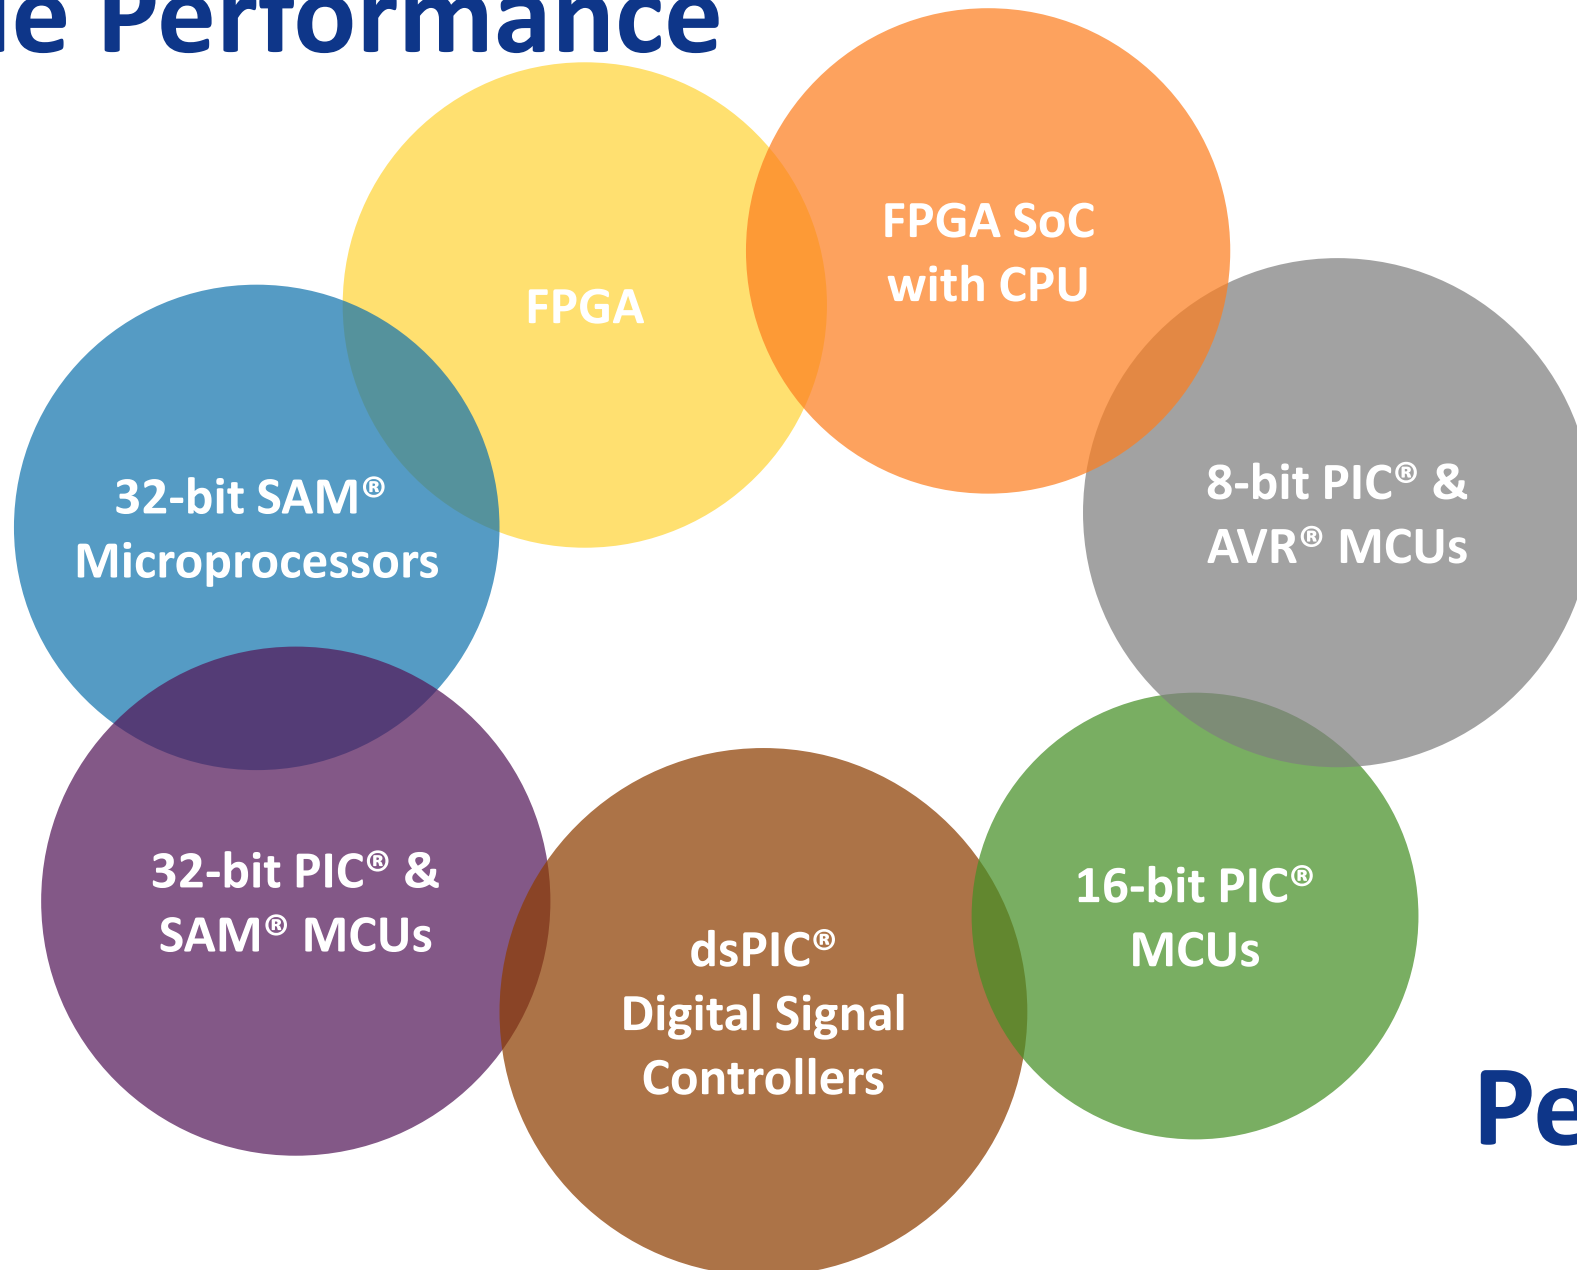 Performance
FPGA SoC
with CPU
FPGA
8-bit PIC® &
AVR® MCUs
32-bit SAM®
Microprocessors
32-bit PIC® &
SAM® MCUs
16-bit PIC®
MCUs
dsPIC®
Digital Signal
Controllers